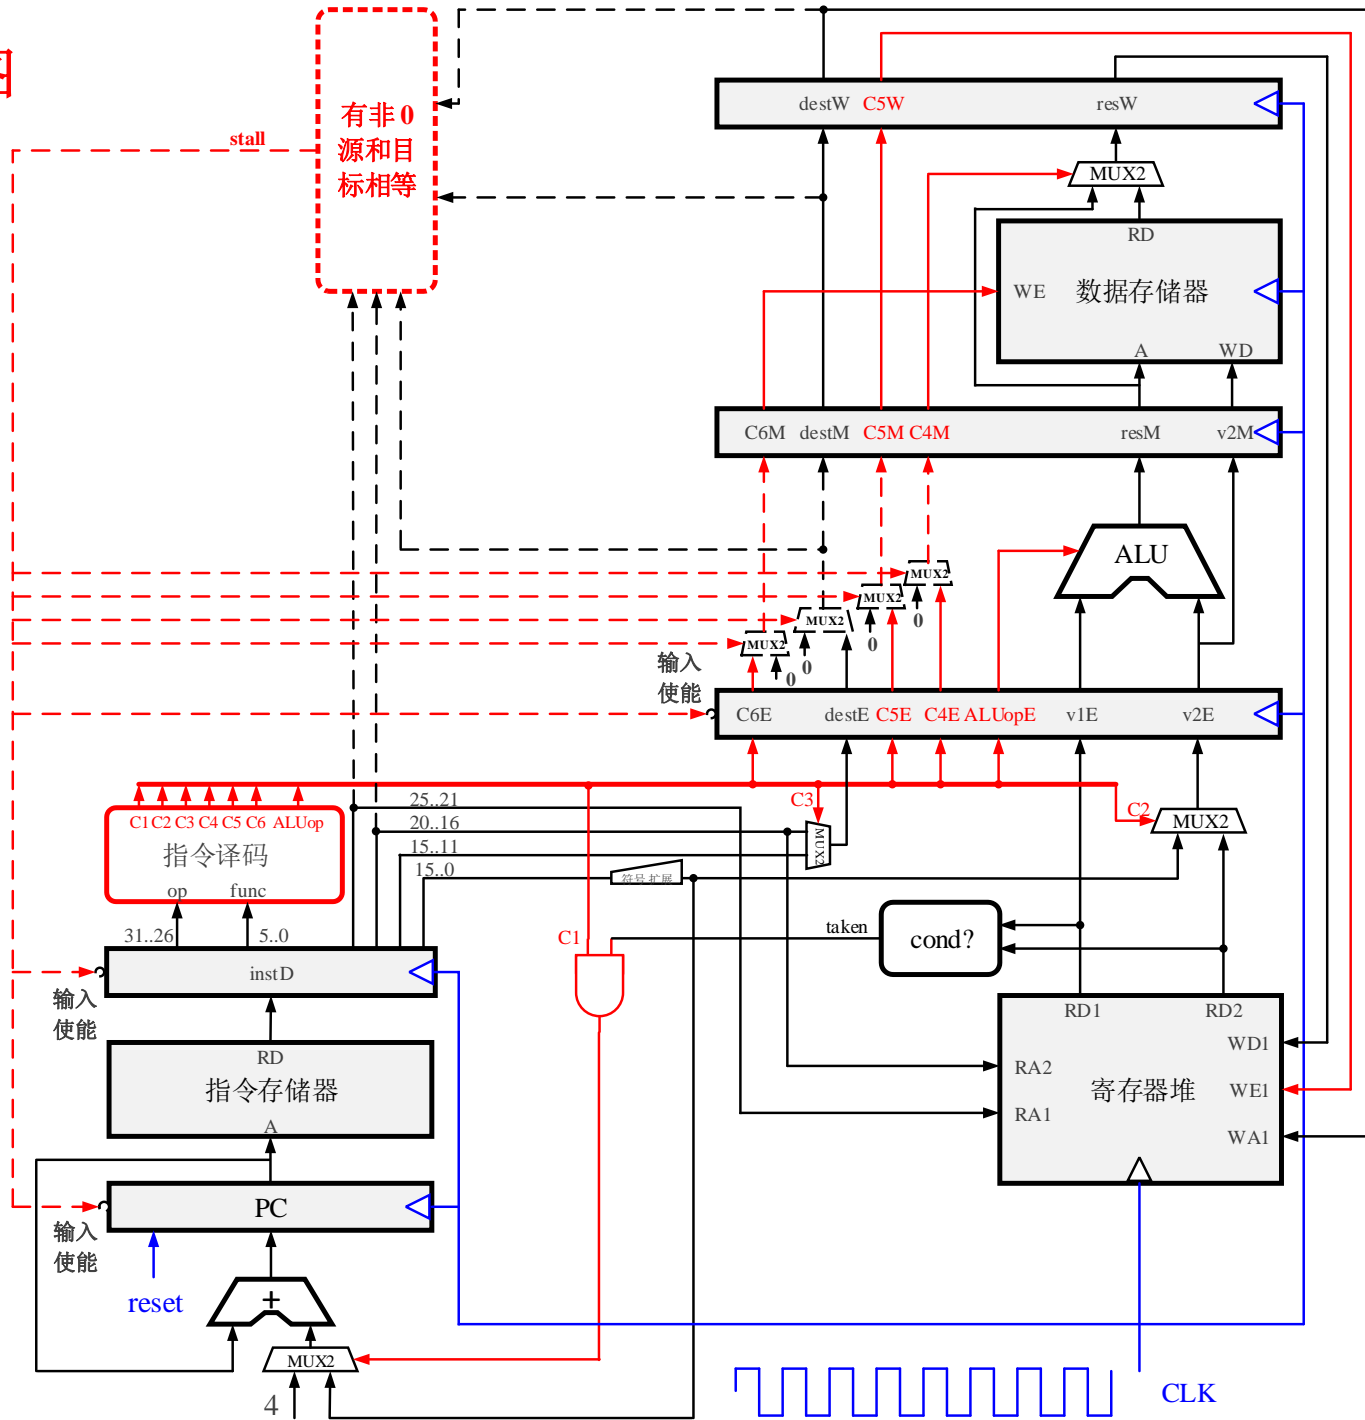 图
有非 0
源和目
标相等
stall
destW C5W resW
MUX2
RD
WE 数据存储器
A WD
C6M destM C5M C4M resM v2M
ALU
MUX2
MUX2
MUX2
MUX2
0
0
0
0
输入
使能
C6E destE C5E C4E ALUopE v1E v2E
C1 C2 C3 C4 C5 C6 ALUop
指令译码
op func
31..26 5..0
25..21
20..16
15..11
15..0
C3
MUX2
C2
MUX2
符号扩展
C1
taken
cond?
instD
输入
使能
RD
指令存储器
A
RD1 RD2
WD1
RA2
寄存器堆
WE1
RA1
WA1
PC
输入
使能
reset
+
MUX2
4
CLK